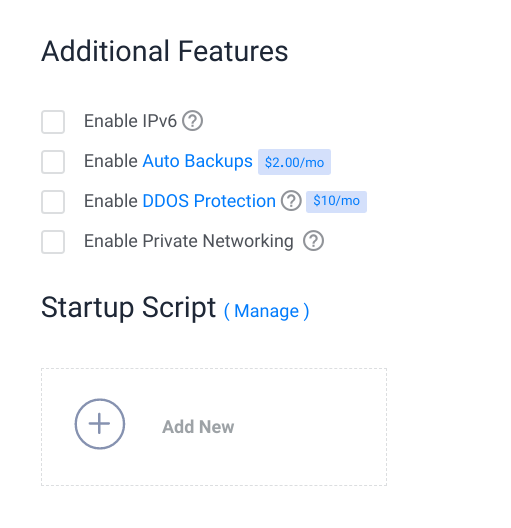 Additional Features
Enable IPv6 ?
Enable Auto Backups $2.00/mo
Enable DDOS Protection ? $10/mo
Enable Private Networking ?
Startup Script ( Manage )
Add New